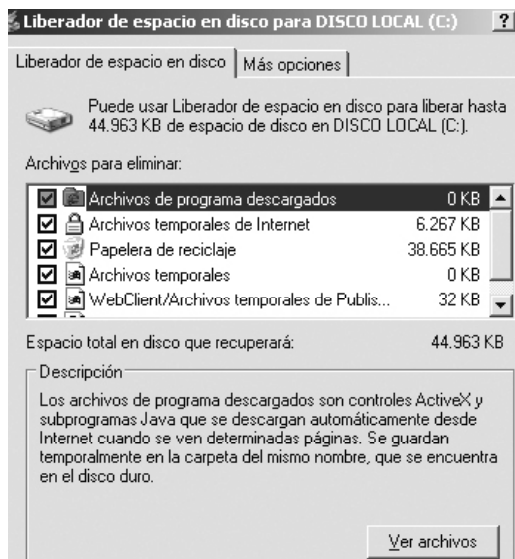 Liberador de espacio en disco para DISCO LOCAL (C:) ?
Liberador de espacio en disco Más opciones
Puede usar Liberador de espacio en disco para liberar hasta
44.963 KB de espacio de disco en DISCO LOCAL (C:).
Archivos para eliminar:
Archivos de programa descargados 0 KB
Archivos temporales de Internet 6.267 KB
Papelera de reciclaje 38.665 KB
Archivos temporales 0 KB
WebClient/Archivos temporales de Publis... 32 KB
Espacio total en disco que recuperará: 44.963 KB
Descripción
Los archivos de programa descargados son controles ActiveX y
subprogramas Java que se descargan automáticamente desde
Internet cuando se ven determinadas páginas. Se guardan
temporalmente en la carpeta del mismo nombre, que se encuentra
en el disco duro.
Ver archivos